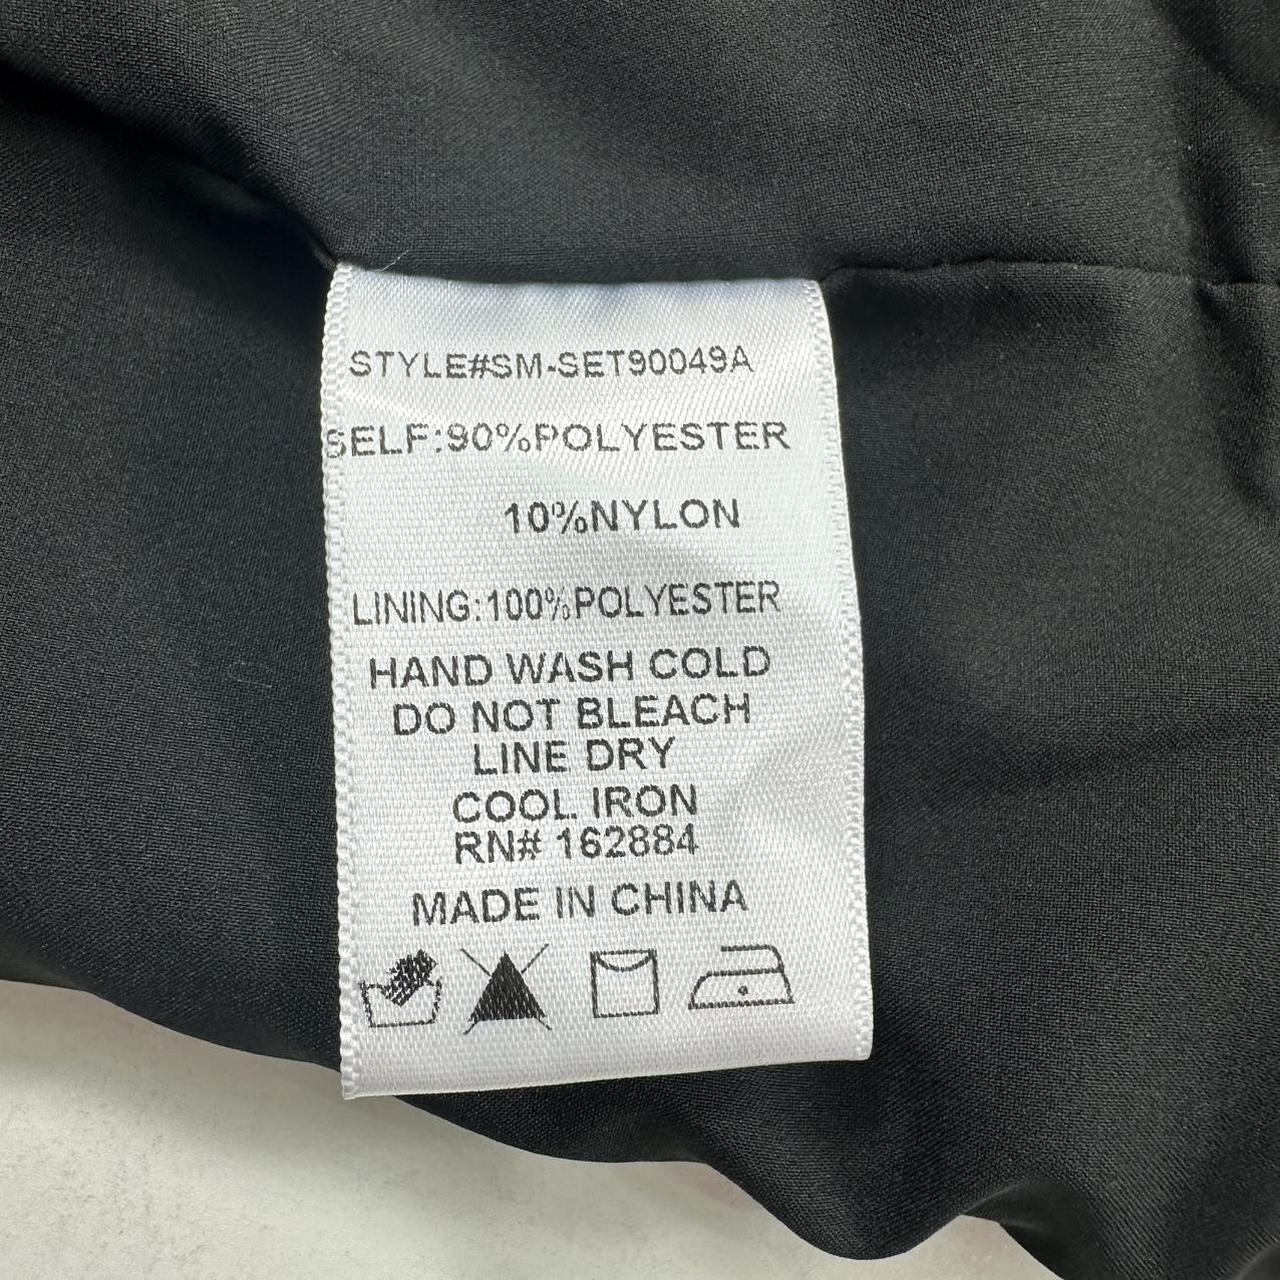 STYLE#SM-SET90049A
SELF:90%POLYESTER
10%NYLON
LINING:100%POLYESTER
HAND WASH COLD
DO NOT BLEACH
LINE DRY
COOL IRON
RN# 162884
MADE IN CHINA